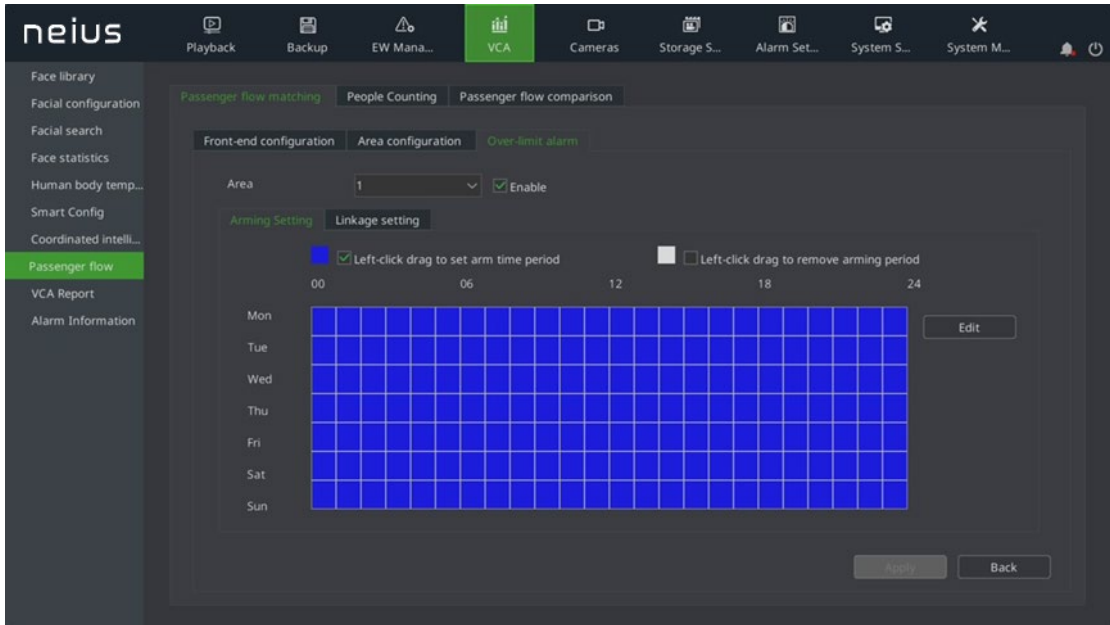 neius
Playback Backup EW Mana... VCA Cameras Storage S... Alarm Set... System S... System M...
Face library
Facial configuration
Facial search
Face statistics
Human body temp...
Smart Config
Coordinated intelli...
Passenger flow
VCA Report
Alarm Information
Passenger flow matching People Counting Passenger flow comparison
Front-end configuration Area configuration Over-limit alarm
Area 1 Enable
Arming Setting Linkage setting
Left-click drag to set arm time period Left-click drag to remove arming period
00 06 12 18 24
Mon
Edit
Tue
Wed
Thu
Fri
Sat
Sun
Apply Back